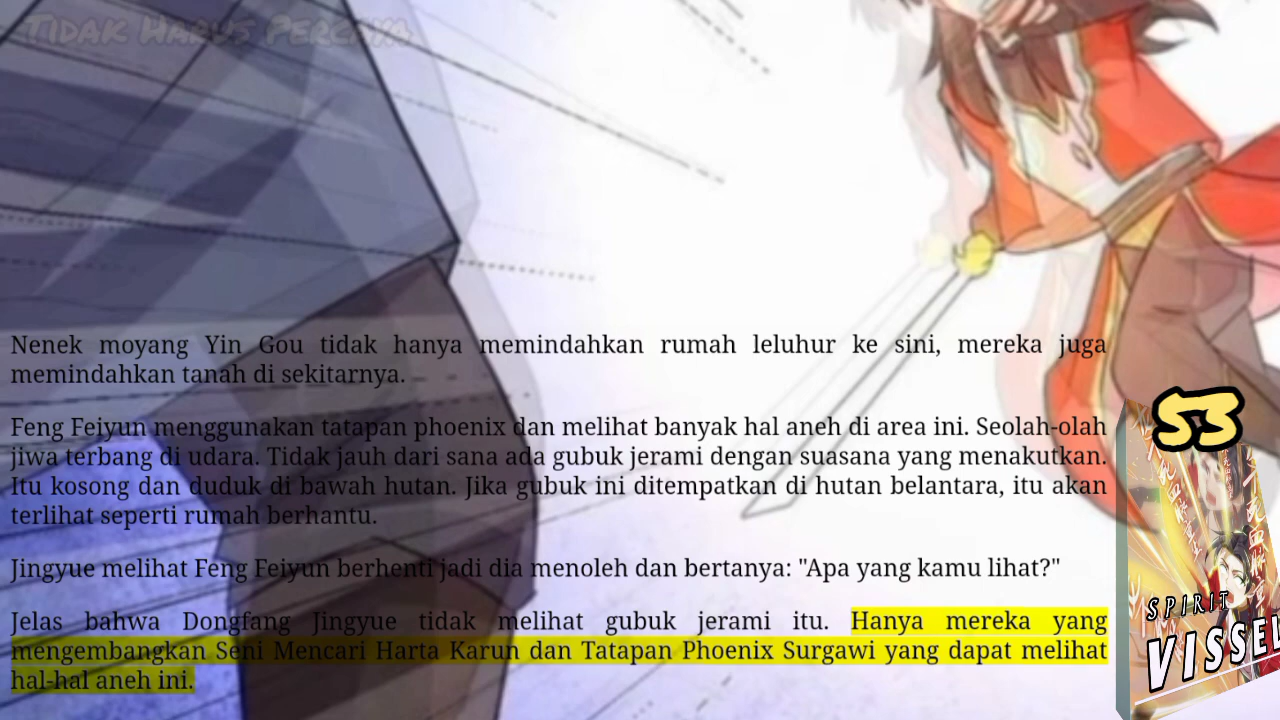 TIDAK HARUS PERCAYA
Nenek moyang Yin Gou tidak hanya memindahkan rumah leluhur ke sini, mereka juga
memindahkan tanah di sekitarnya.
Feng Feiyun menggunakan tatapan phoenix dan melihat banyak hal aneh di area ini. Seolah-olah
jiwa terbang di udara. Tidak jauh dari sana ada gubuk jerami dengan suasana yang menakutkan.
Itu kosong dan duduk di bawah hutan. Jika gubuk ini ditempatkan di hutan belantara, itu akan
terlihat seperti rumah berhantu.
Jingyue melihat Feng Feiyun berhenti jadi dia menoleh dan bertanya: "Apa yang kamu lihat?"
Jelas bahwa Dongfang Jingyue tidak melihat gubuk jerami itu. Hanya mereka yang
mengembangkan Seni Mencari Harta Karun dan Tatapan Phoenix Surgawi yang dapat melihat
hal-hal aneh ini.
53
SPIRIT
VISSEL